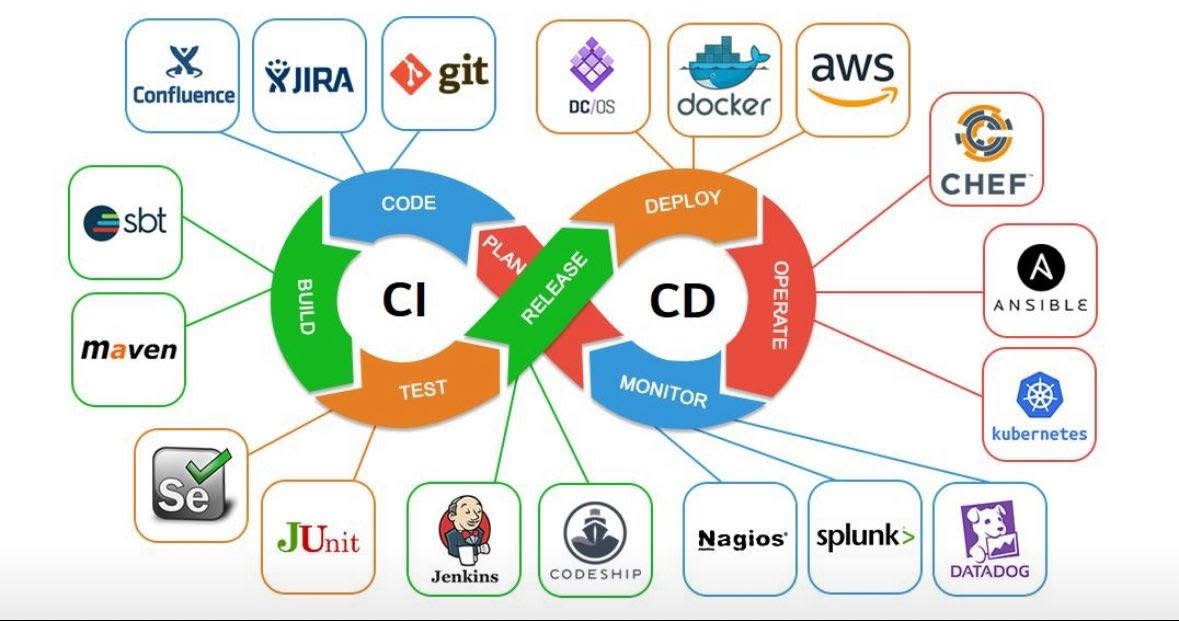 Confluence
JIRA
git
DC/OS
docker
aws
CHEF™
sbt
CODE
DEPLOY
PLAN
RELEASE
BUILD
CI
CD
OPERATE
ANSIBLE
maven
TEST
MONITOR
kubernetes
Se
JUnit
Jenkins
CODESHIP
Nagios®
splunk>
DATADOG